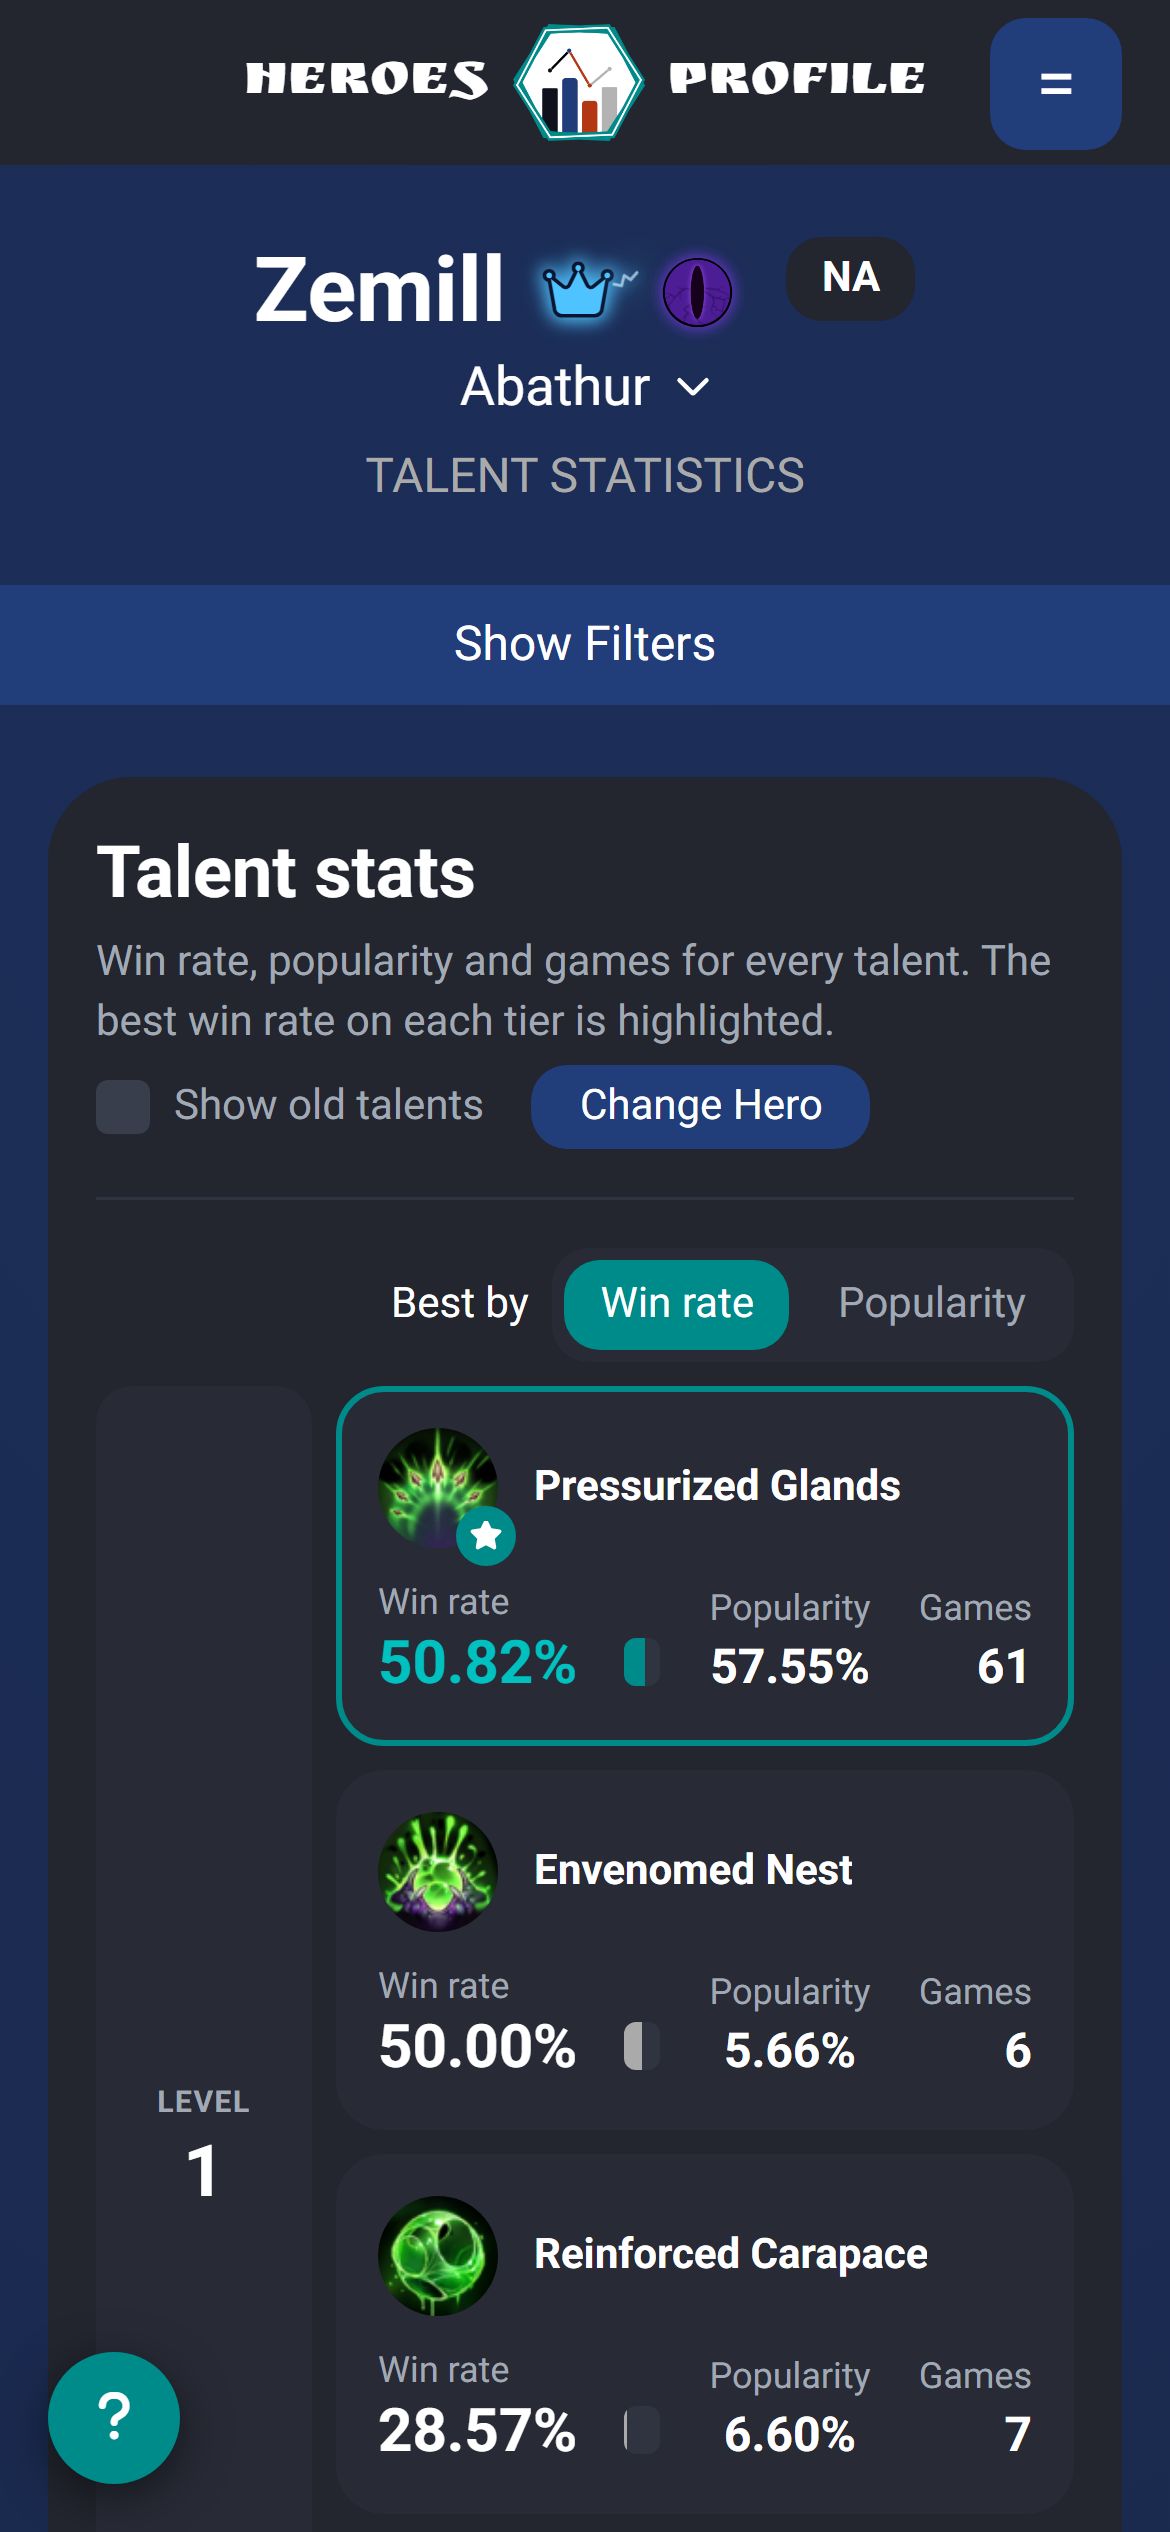 HEROES PROFILE
=
Zemill NA
Abathur
TALENT STATISTICS
Show Filters
Talent stats
Win rate, popularity and games for every talent. The
best win rate on each tier is highlighted.
Show old talents Change Hero
Best by Win rate Popularity
Pressurized Glands
Win rate Popularity Games
50.82% 57.55% 61
Envenomed Nest
Win rate Popularity Games
50.00% 5.66% 6
LEVEL
1
Reinforced Carapace
Win rate Popularity Games
28.57% 6.60% 7
?